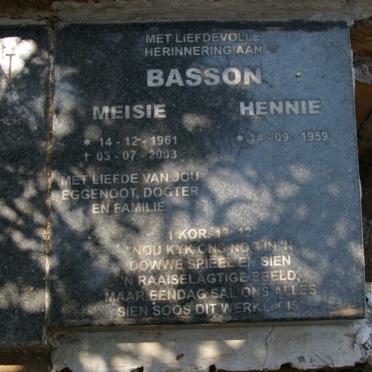 MET LIEFDEVOLLE
HERINNERING AAN
BASSON
MEISIE HENNIE
* 14-12-1961 * 14-09-1959
† 03-07-2003
MET LIEFDE VAN JOU
EGGENOOT, DOGTER
EN FAMILIE
1 KOR. 13:12
NOU KYK ONS NOG IN 'N
DOWWE SPIEEL EN SIEN
'N RAAISELAGTIGE BEELD,
MAAR EENDAG SAL ONS ALLES
SIEN SOOS DIT WERKLIK IS